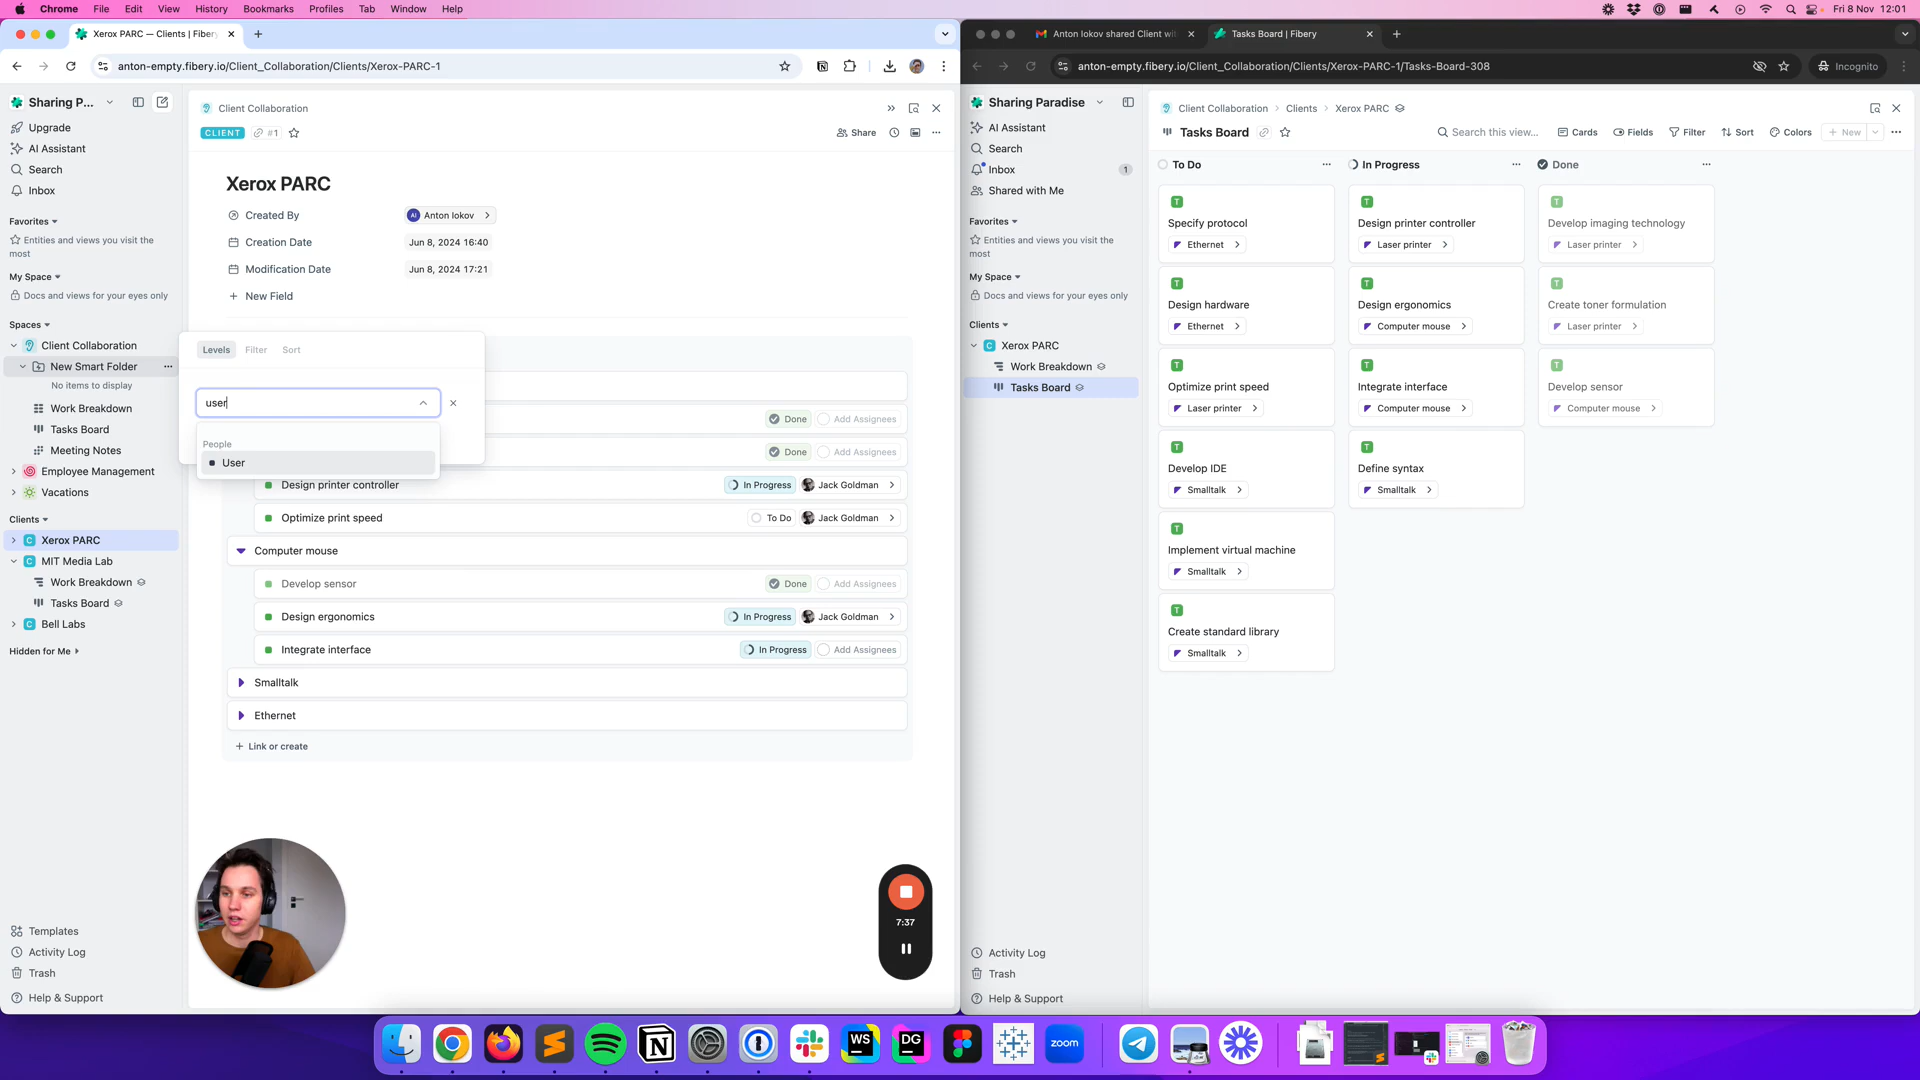 Chrome File Edit View History Bookmarks Profiles Tab Window Help
Fri 8 Nov 12:01
Xerox PARC — Clients | Fibery
anton-empty.fibery.io/Client_Collaboration/Clients/Xerox-PARC-1
Sharing P...
Upgrade
AI Assistant
Search
Inbox
Favorites
Entities and views you visit the
most
My Space
Docs and views for your eyes only
Spaces
Client Collaboration
New Smart Folder
No items to display
Work Breakdown
Tasks Board
Meeting Notes
Employee Management
Vacations
Clients
Xerox PARC
MIT Media Lab
Work Breakdown
Tasks Board
Bell Labs
Hidden for Me
Templates
Activity Log
Trash
Help & Support
Client Collaboration
CLIENT
#1
Share
Xerox PARC
Created By
AI Anton Iokov
Creation Date
Jun 8, 2024 16:40
Modification Date
Jun 8, 2024 17:21
New Field
Levels Filter Sort
user
People
User
Done Add Assignees
Done Add Assignees
Design printer controller In Progress Jack Goldman
Optimize print speed To Do Jack Goldman
Computer mouse
Develop sensor Done Add Assignees
Design ergonomics In Progress Jack Goldman
Integrate interface In Progress Add Assignees
Smalltalk
Ethernet
Link or create
7:37
Anton Iokov shared Client wit
Tasks Board | Fibery
anton-empty.fibery.io/Client_Collaboration/Clients/Xerox-PARC-1/Tasks-Board-308
Incognito
Sharing Paradise
AI Assistant
Search
Inbox 1
Shared with Me
Favorites
Entities and views you visit the
most
My Space
Docs and views for your eyes only
Clients
C Xerox PARC
Work Breakdown
Tasks Board
Activity Log
Trash
Help & Support
Client Collaboration Clients Xerox PARC
Tasks Board
Search this view...
Cards Fields Filter Sort Colors New
To Do
T
Specify protocol
Ethernet
T
Design hardware
Ethernet
T
Optimize print speed
Laser printer
T
Develop IDE
Smalltalk
T
Implement virtual machine
Smalltalk
T
Create standard library
Smalltalk
In Progress
T
Design printer controller
Laser printer
T
Design ergonomics
Computer mouse
T
Integrate interface
Computer mouse
T
Define syntax
Smalltalk
Done
T
Develop imaging technology
Laser printer
T
Create toner formulation
Laser printer
T
Develop sensor
Computer mouse
WS
DG
zoom